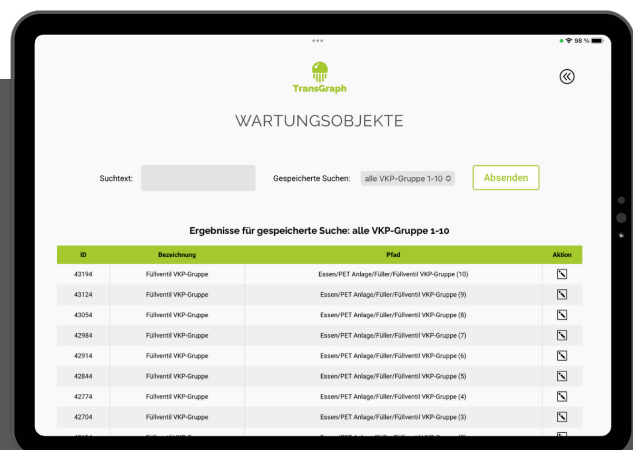 98 %
TransGraph
WARTUNGSOBJEKTE
Suchtext: Gespeicherte Suchen: alle VKP-Gruppe 1-10 Absenden
Ergebnisse für gespeicherte Suche: alle VKP-Gruppe 1-10
ID Bezeichnung Pfad Aktion
43194 Füllventil VKP-Gruppe Essen/PET Anlage/Füller/Füllventil VKP-Gruppe (10)
43124 Füllventil VKP-Gruppe Essen/PET Anlage/Füller/Füllventil VKP-Gruppe (9)
43054 Füllventil VKP-Gruppe Essen/PET Anlage/Füller/Füllventil VKP-Gruppe (8)
42984 Füllventil VKP-Gruppe Essen/PET Anlage/Füller/Füllventil VKP-Gruppe (7)
42914 Füllventil VKP-Gruppe Essen/PET Anlage/Füller/Füllventil VKP-Gruppe (6)
42844 Füllventil VKP-Gruppe Essen/PET Anlage/Füller/Füllventil VKP-Gruppe (5)
42774 Füllventil VKP-Gruppe Essen/PET Anlage/Füller/Füllventil VKP-Gruppe (4)
42704 Füllventil VKP-Gruppe Essen/PET Anlage/Füller/Füllventil VKP-Gruppe (3)